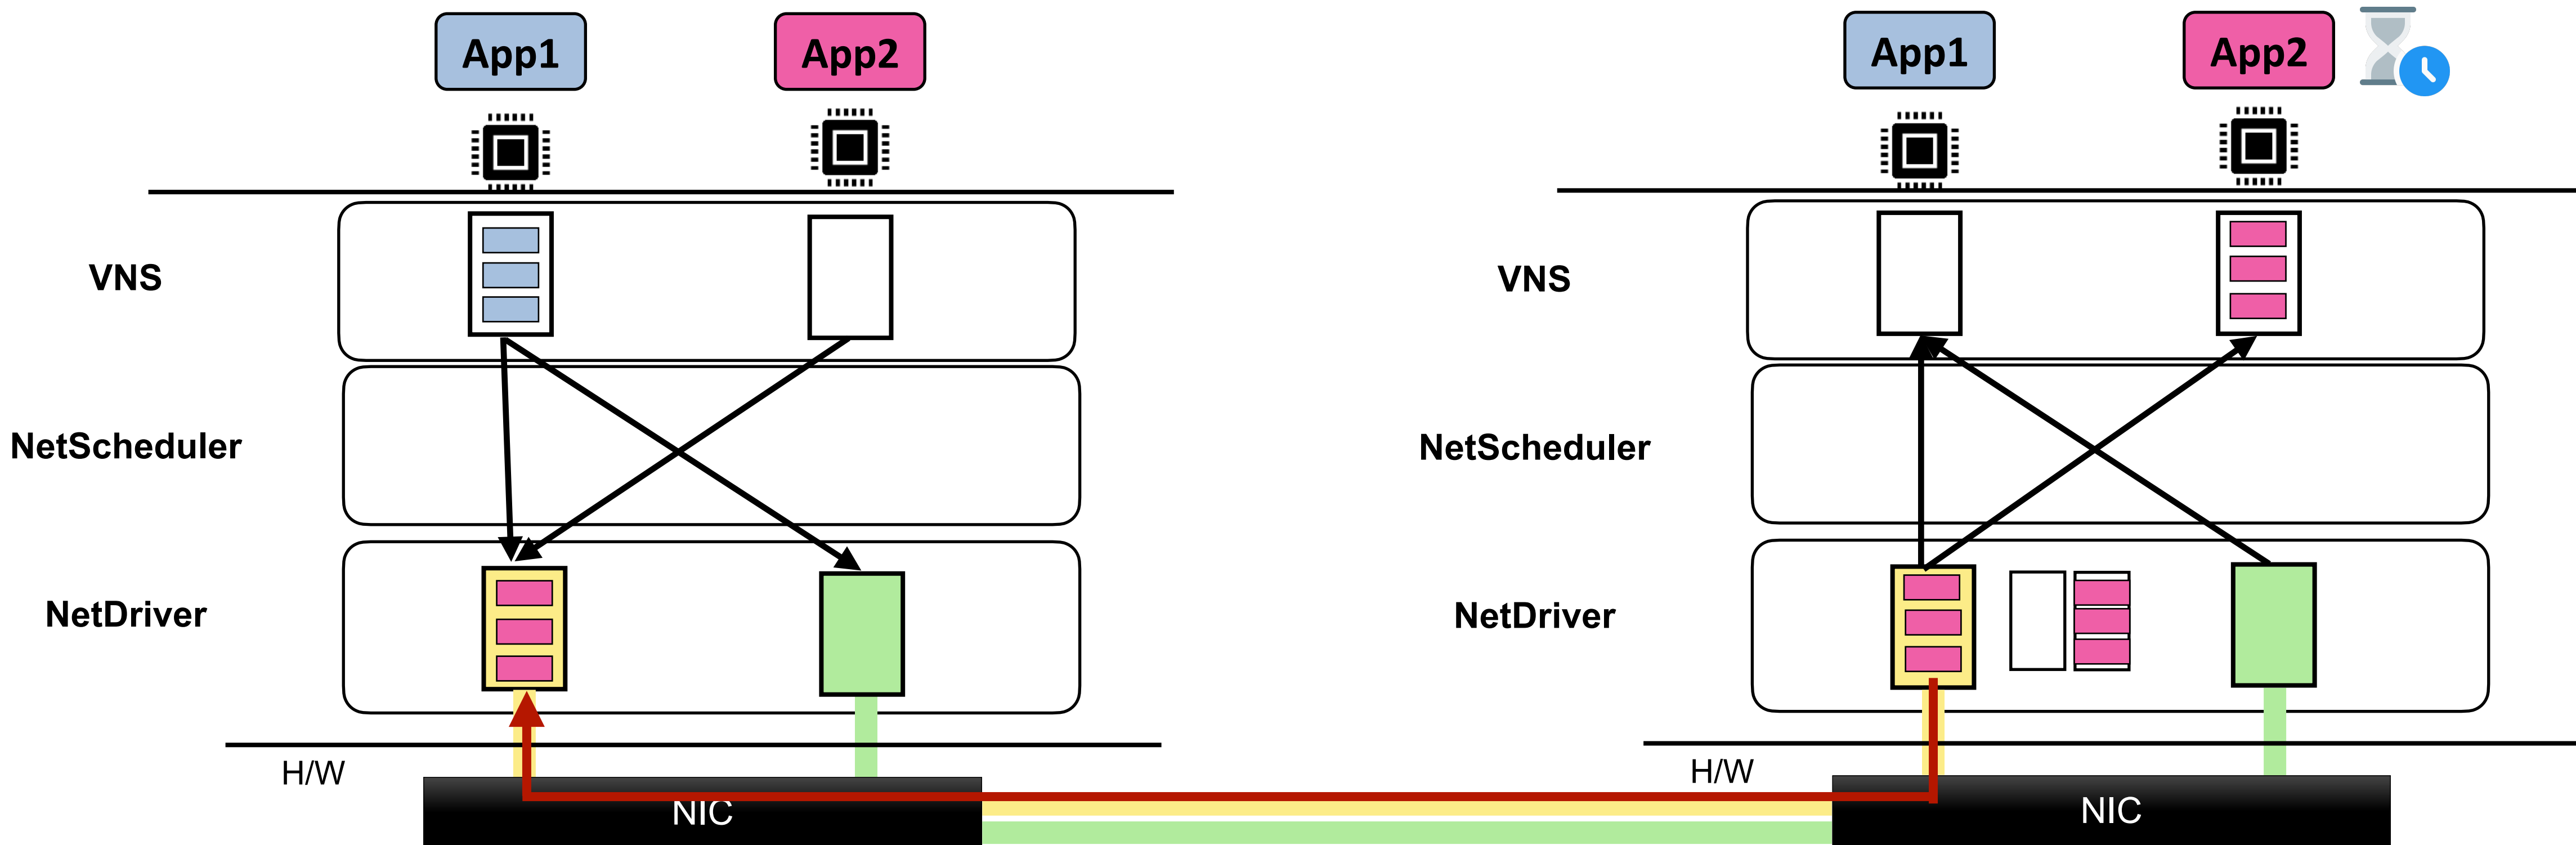 App1
App2
App1
App2
VNS
VNS
NetScheduler
NetScheduler
NetDriver
NetDriver
H/W
H/W
NIC
NIC